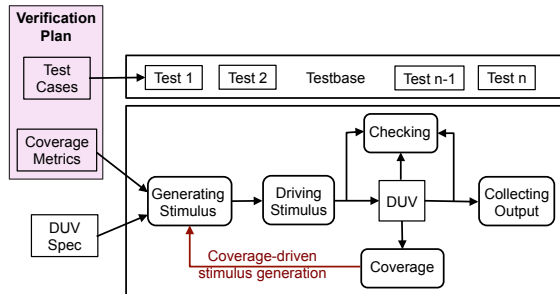 Verification
Plan
Test
Cases
Test 1
Test 2
Testbase
Test n-1
Test n
Coverage
Metrics
Checking
Generating
Stimulus
Driving
Stimulus
DUV
Collecting
Output
DUV
Spec
Coverage-driven
stimulus generation
Coverage